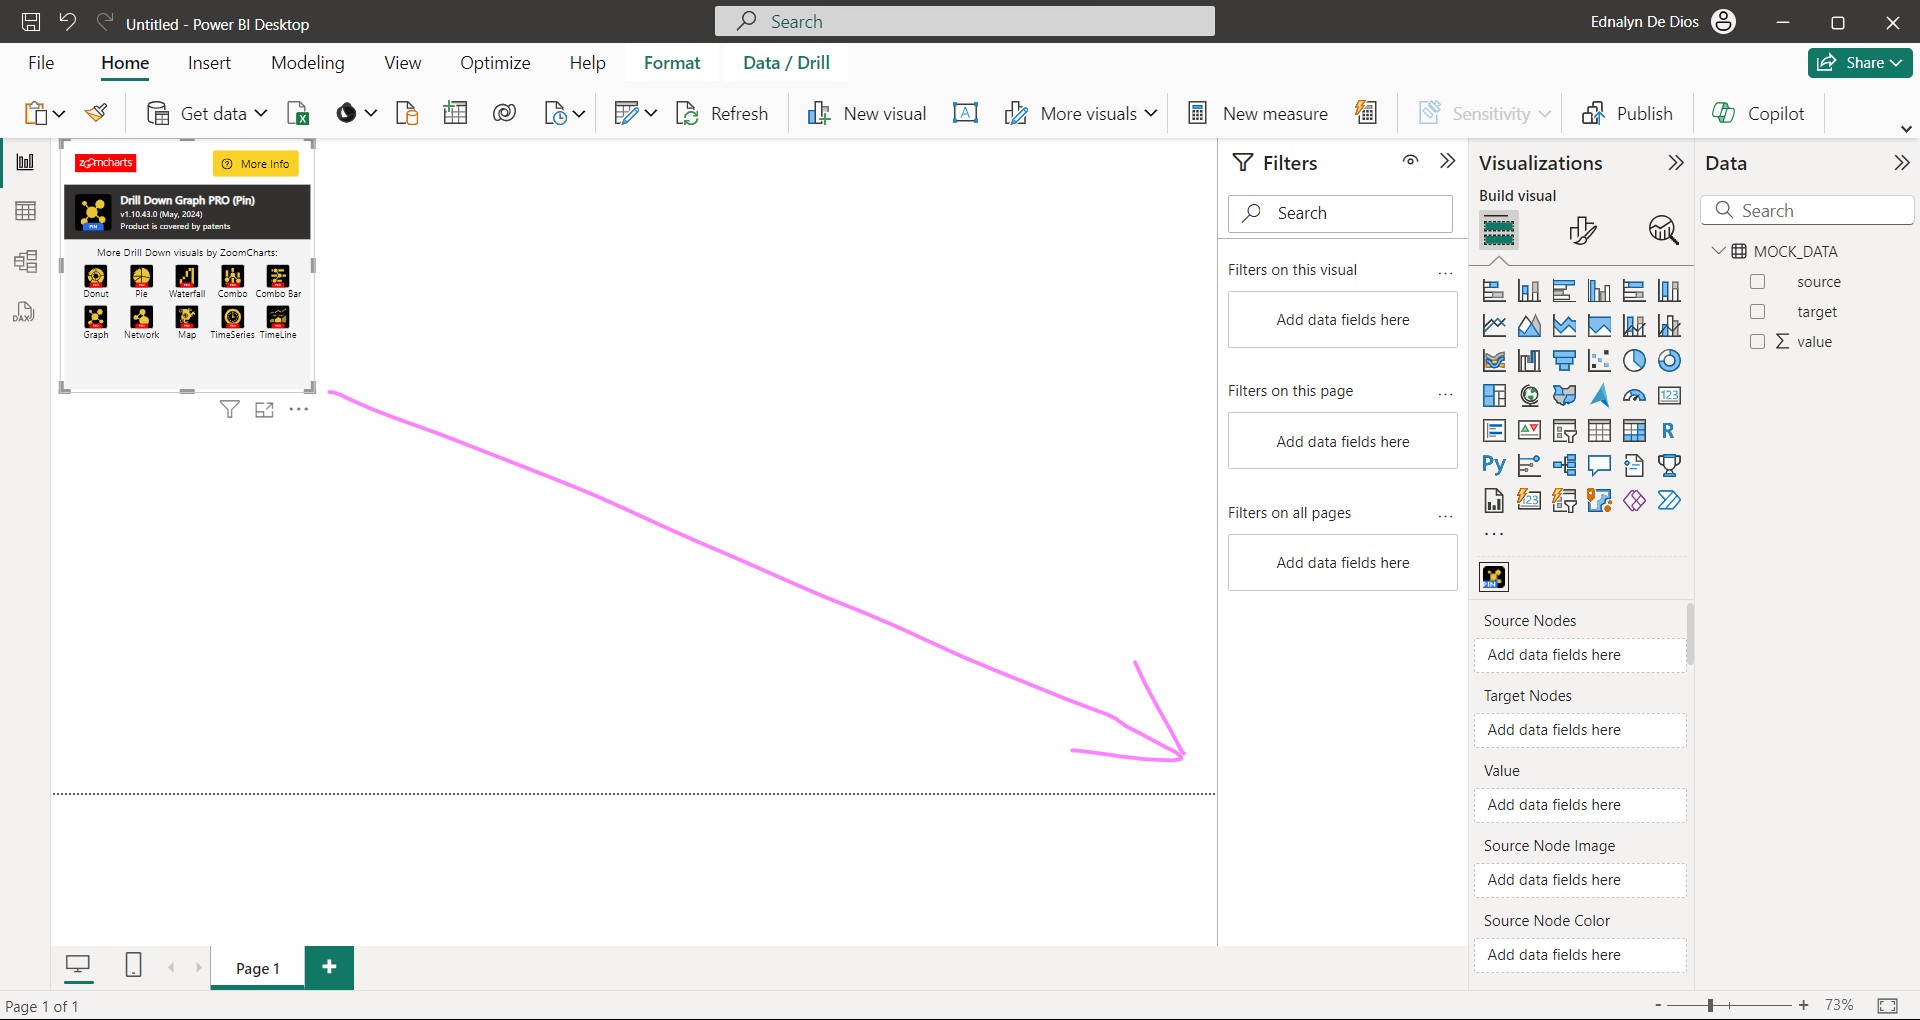 Untitled - Power BI Desktop
Search
Ednalyn De Dios
File
Home
Insert
Modeling
View
Optimize
Help
Format
Data / Drill
Share
Get data
Refresh
New visual
More visuals
New measure
Sensitivity
Publish
Copilot
zoomcharts
More Info
Drill Down Graph PRO (Pin)
v1.10.43.0 (May, 2024)
Product is covered by patents
PIN
More Drill Down visuals by ZoomCharts:
Donut
Pie
Waterfall
Combo
Combo Bar
Graph
Network
Map
TimeSeries
TimeLine
DAX
Filters
Search
Filters on this visual
...
Add data fields here
Filters on this page
...
Add data fields here
Filters on all pages
...
Add data fields here
Visualizations
Build visual
123
R
Py
123
...
PIN
Source Nodes
Add data fields here
Target Nodes
Add data fields here
Value
Add data fields here
Source Node Image
Add data fields here
Source Node Color
Add data fields here
Data
Search
MOCK_DATA
source
target
∑ value
Page 1
+
Page 1 of 1
- + 73%